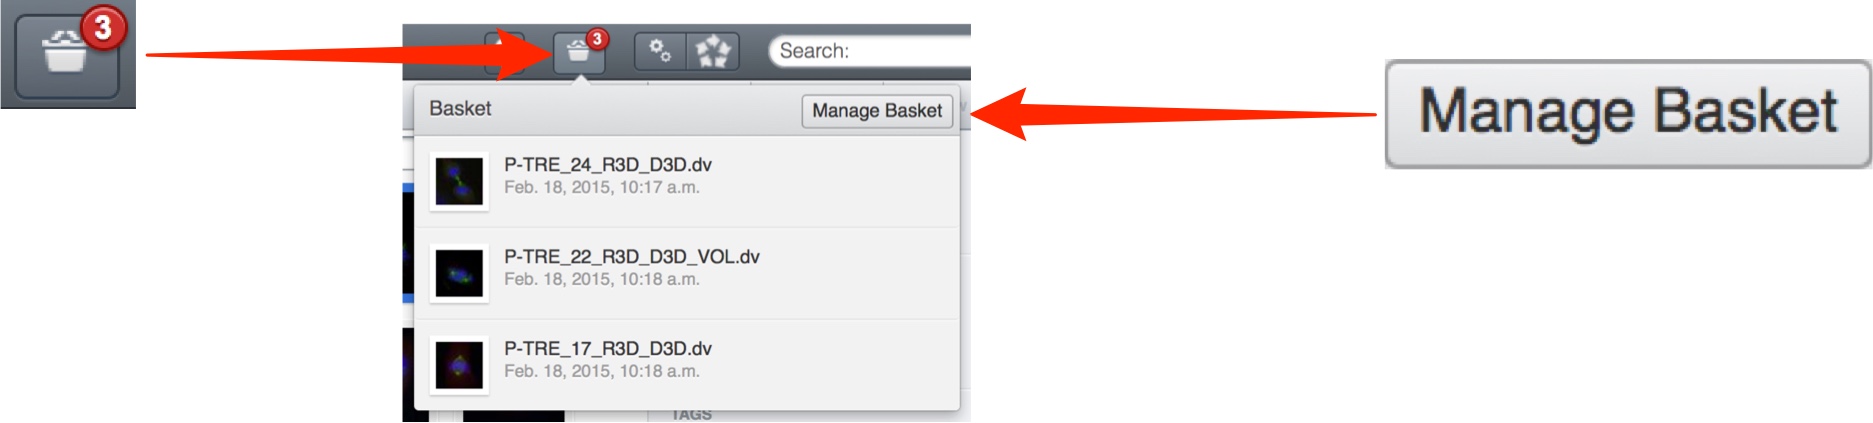 3
3
Search:
Basket
Manage Basket
Manage Basket
P-TRE_24_R3D_D3D.dv
Feb. 18, 2015, 10:17 a.m.
P-TRE_22_R3D_D3D_VOL.dv
Feb. 18, 2015, 10:18 a.m.
P-TRE_17_R3D_D3D.dv
Feb. 18, 2015, 10:18 a.m.
TAGS